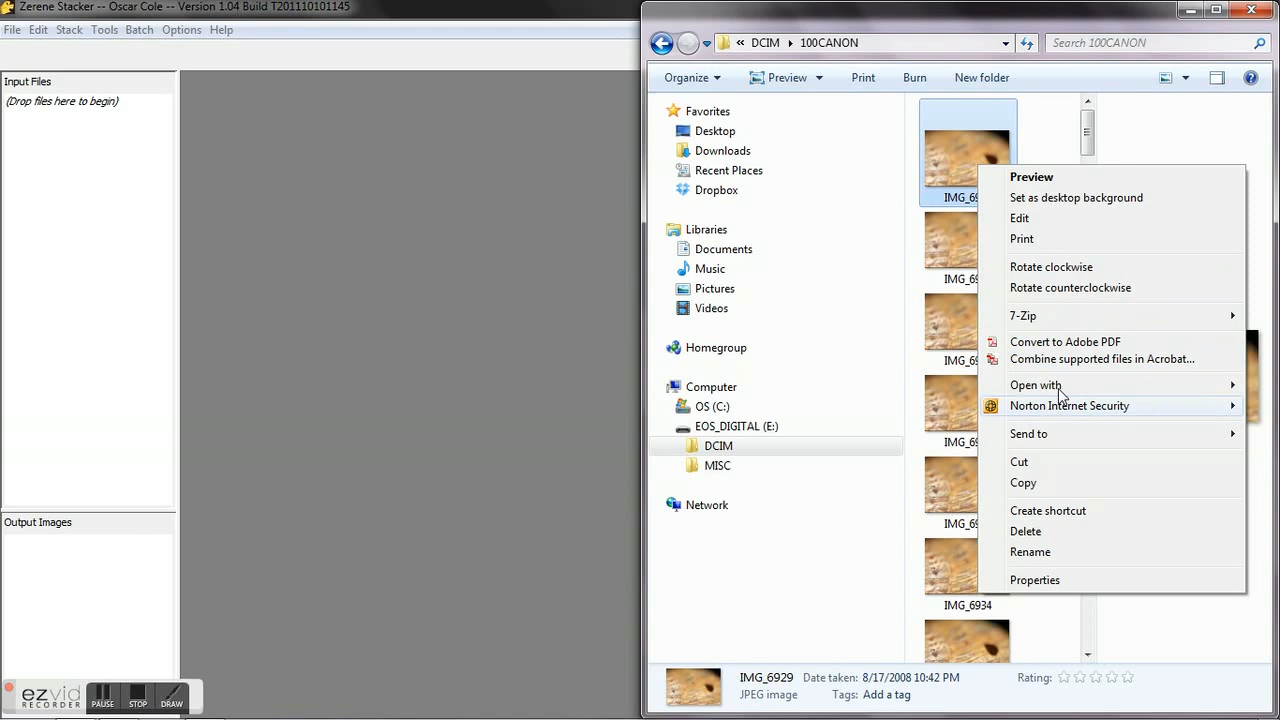 Zerene Stacker -- Oscar Cole -- Version 1.04 Build T201110101145
File Edit Stack Tools Batch Options Help
Input Files
(Drop files here to begin)
Output Images
ezvid
RECORDER
PAUSE STOP DRAW
« DCIM 100CANON
Search 100CANON
Organize Preview Print Burn New folder
Favorites
Desktop
Downloads
Recent Places
Dropbox
Libraries
Documents
Music
Pictures
Videos
Homegroup
Computer
OS (C:)
EOS_DIGITAL (E:)
DCIM
MISC
Network
IMG_6934
Preview
Set as desktop background
Edit
Print
Rotate clockwise
Rotate counterclockwise
7-Zip
Convert to Adobe PDF
Combine supported files in Acrobat...
Open with
Norton Internet Security
Send to
Cut
Copy
Create shortcut
Delete
Rename
Properties
IMG_6929 Date taken: 8/17/2008 10:42 PM Rating:
JPEG image Tags: Add a tag